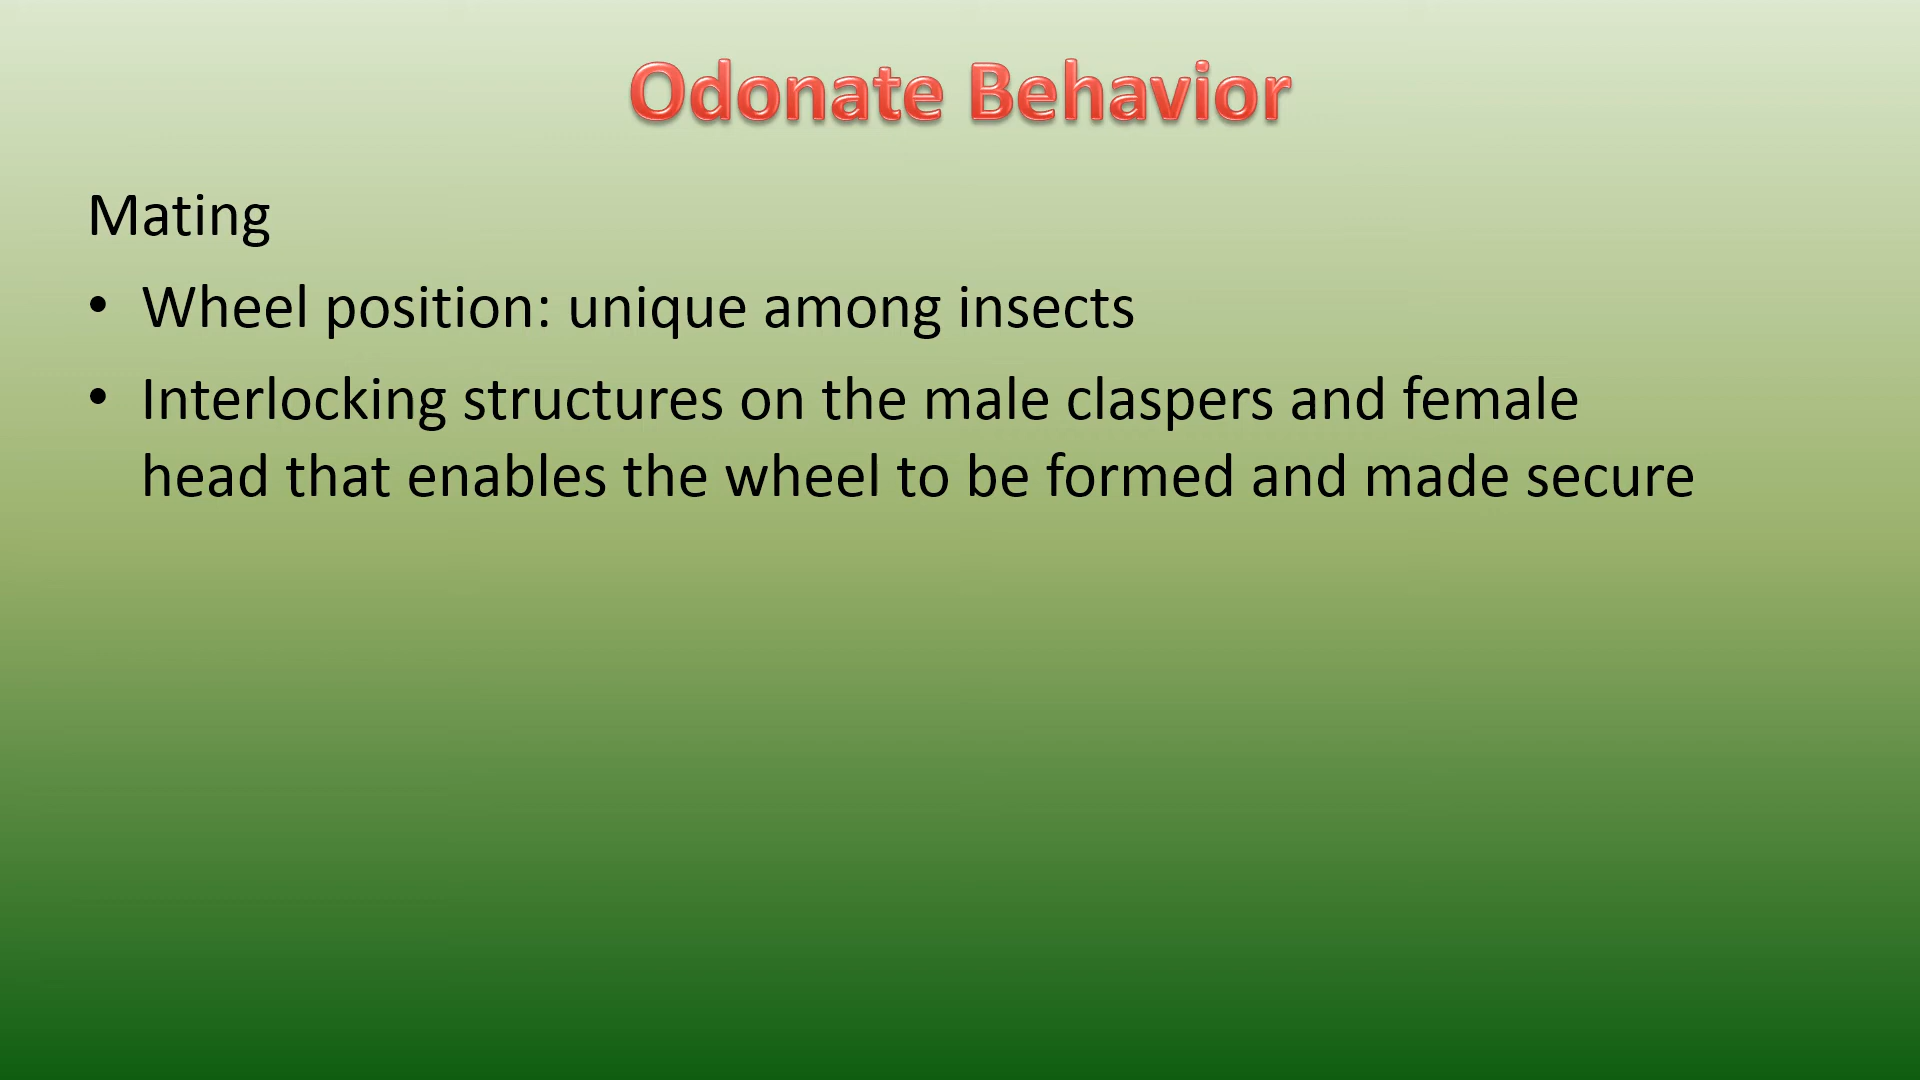 Odonate Behavior
Mating
• Wheel position: unique among insects
• Interlocking structures on the male claspers and female
head that enables the wheel to be formed and made secure